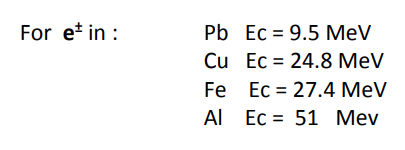 For e± in : Pb Ec = 9.5 MeV
Cu Ec = 24.8 MeV
Fe Ec = 27.4 MeV
Al Ec = 51 Mev